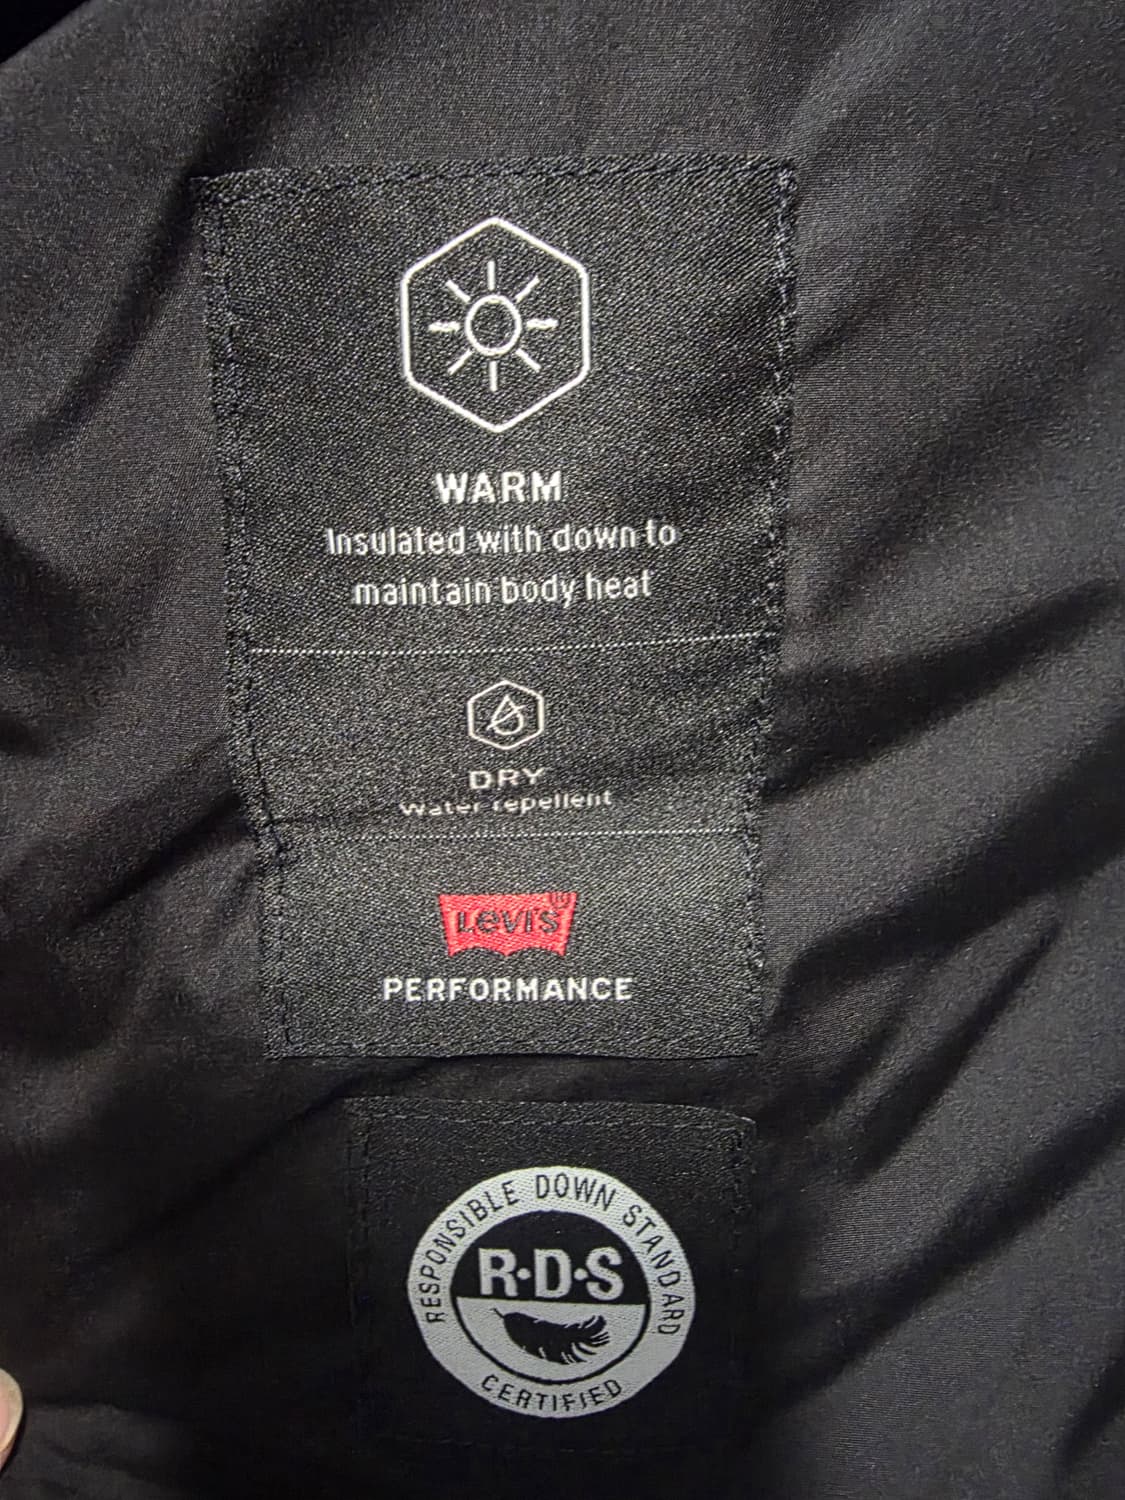 WARM
Insulated with down to
maintain body heat
DRY
Water repellent
Levi's®
PERFORMANCE
RESPONSIBLE DOWN STANDARD
R·D·S
CERTIFIED